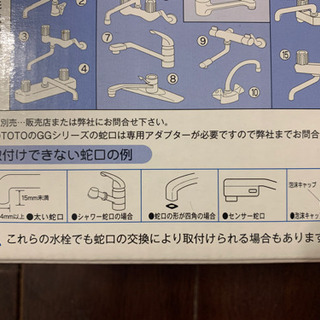 ⑨
⑩
⑦
⑧
別売…販売店または弊社にお問合せ下さい。
TOTOのGGシリーズの蛇口は専用アダプターが必要ですので弊社までお問合
付けできない蛇口の例
15mm未満
泡沫キャップ
4mm以上
●太い蛇口
●シャワー蛇口の場合
●蛇口の形が四角の場合
●センサー蛇口
●泡沫キャ
これらの水栓でも蛇口の交換により取付けられる場合もあります